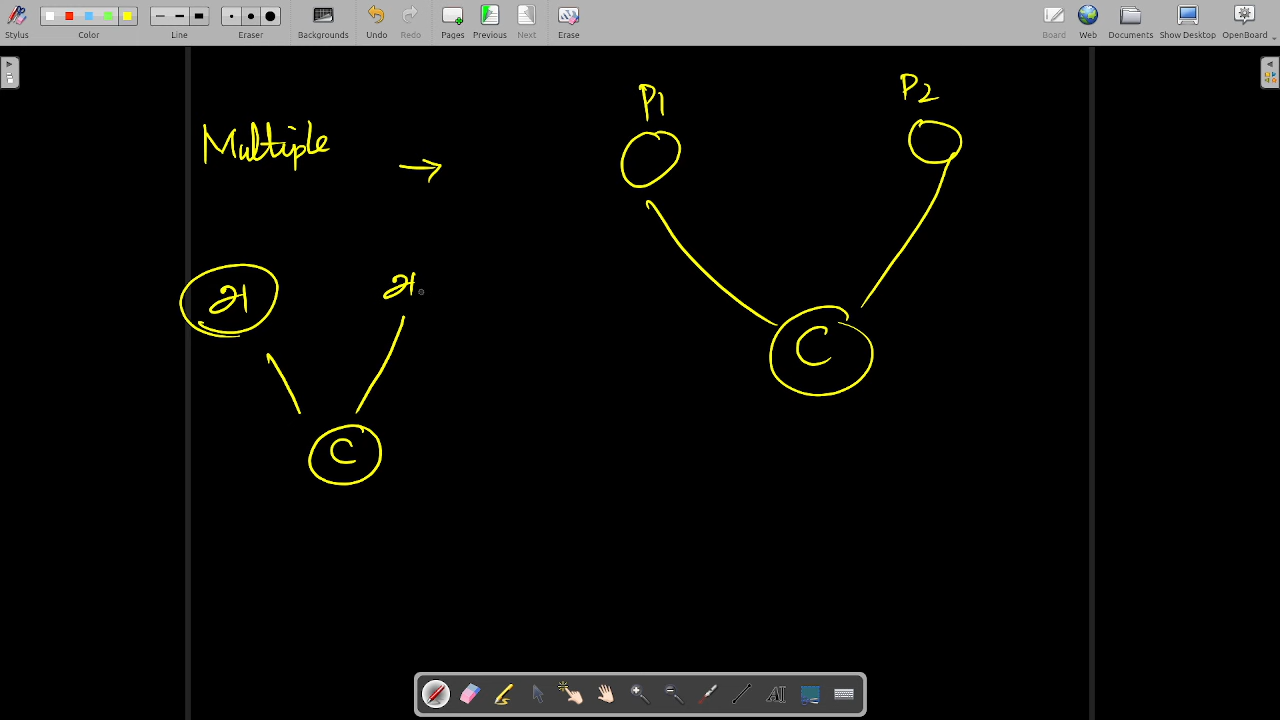 Stylus
Color
Line
Eraser
Backgrounds
Undo
Redo
Pages
Previous
Next
Erase
Board
Web
Documents
Show Desktop
OpenBoard
P1
P2
Multiple
C
C